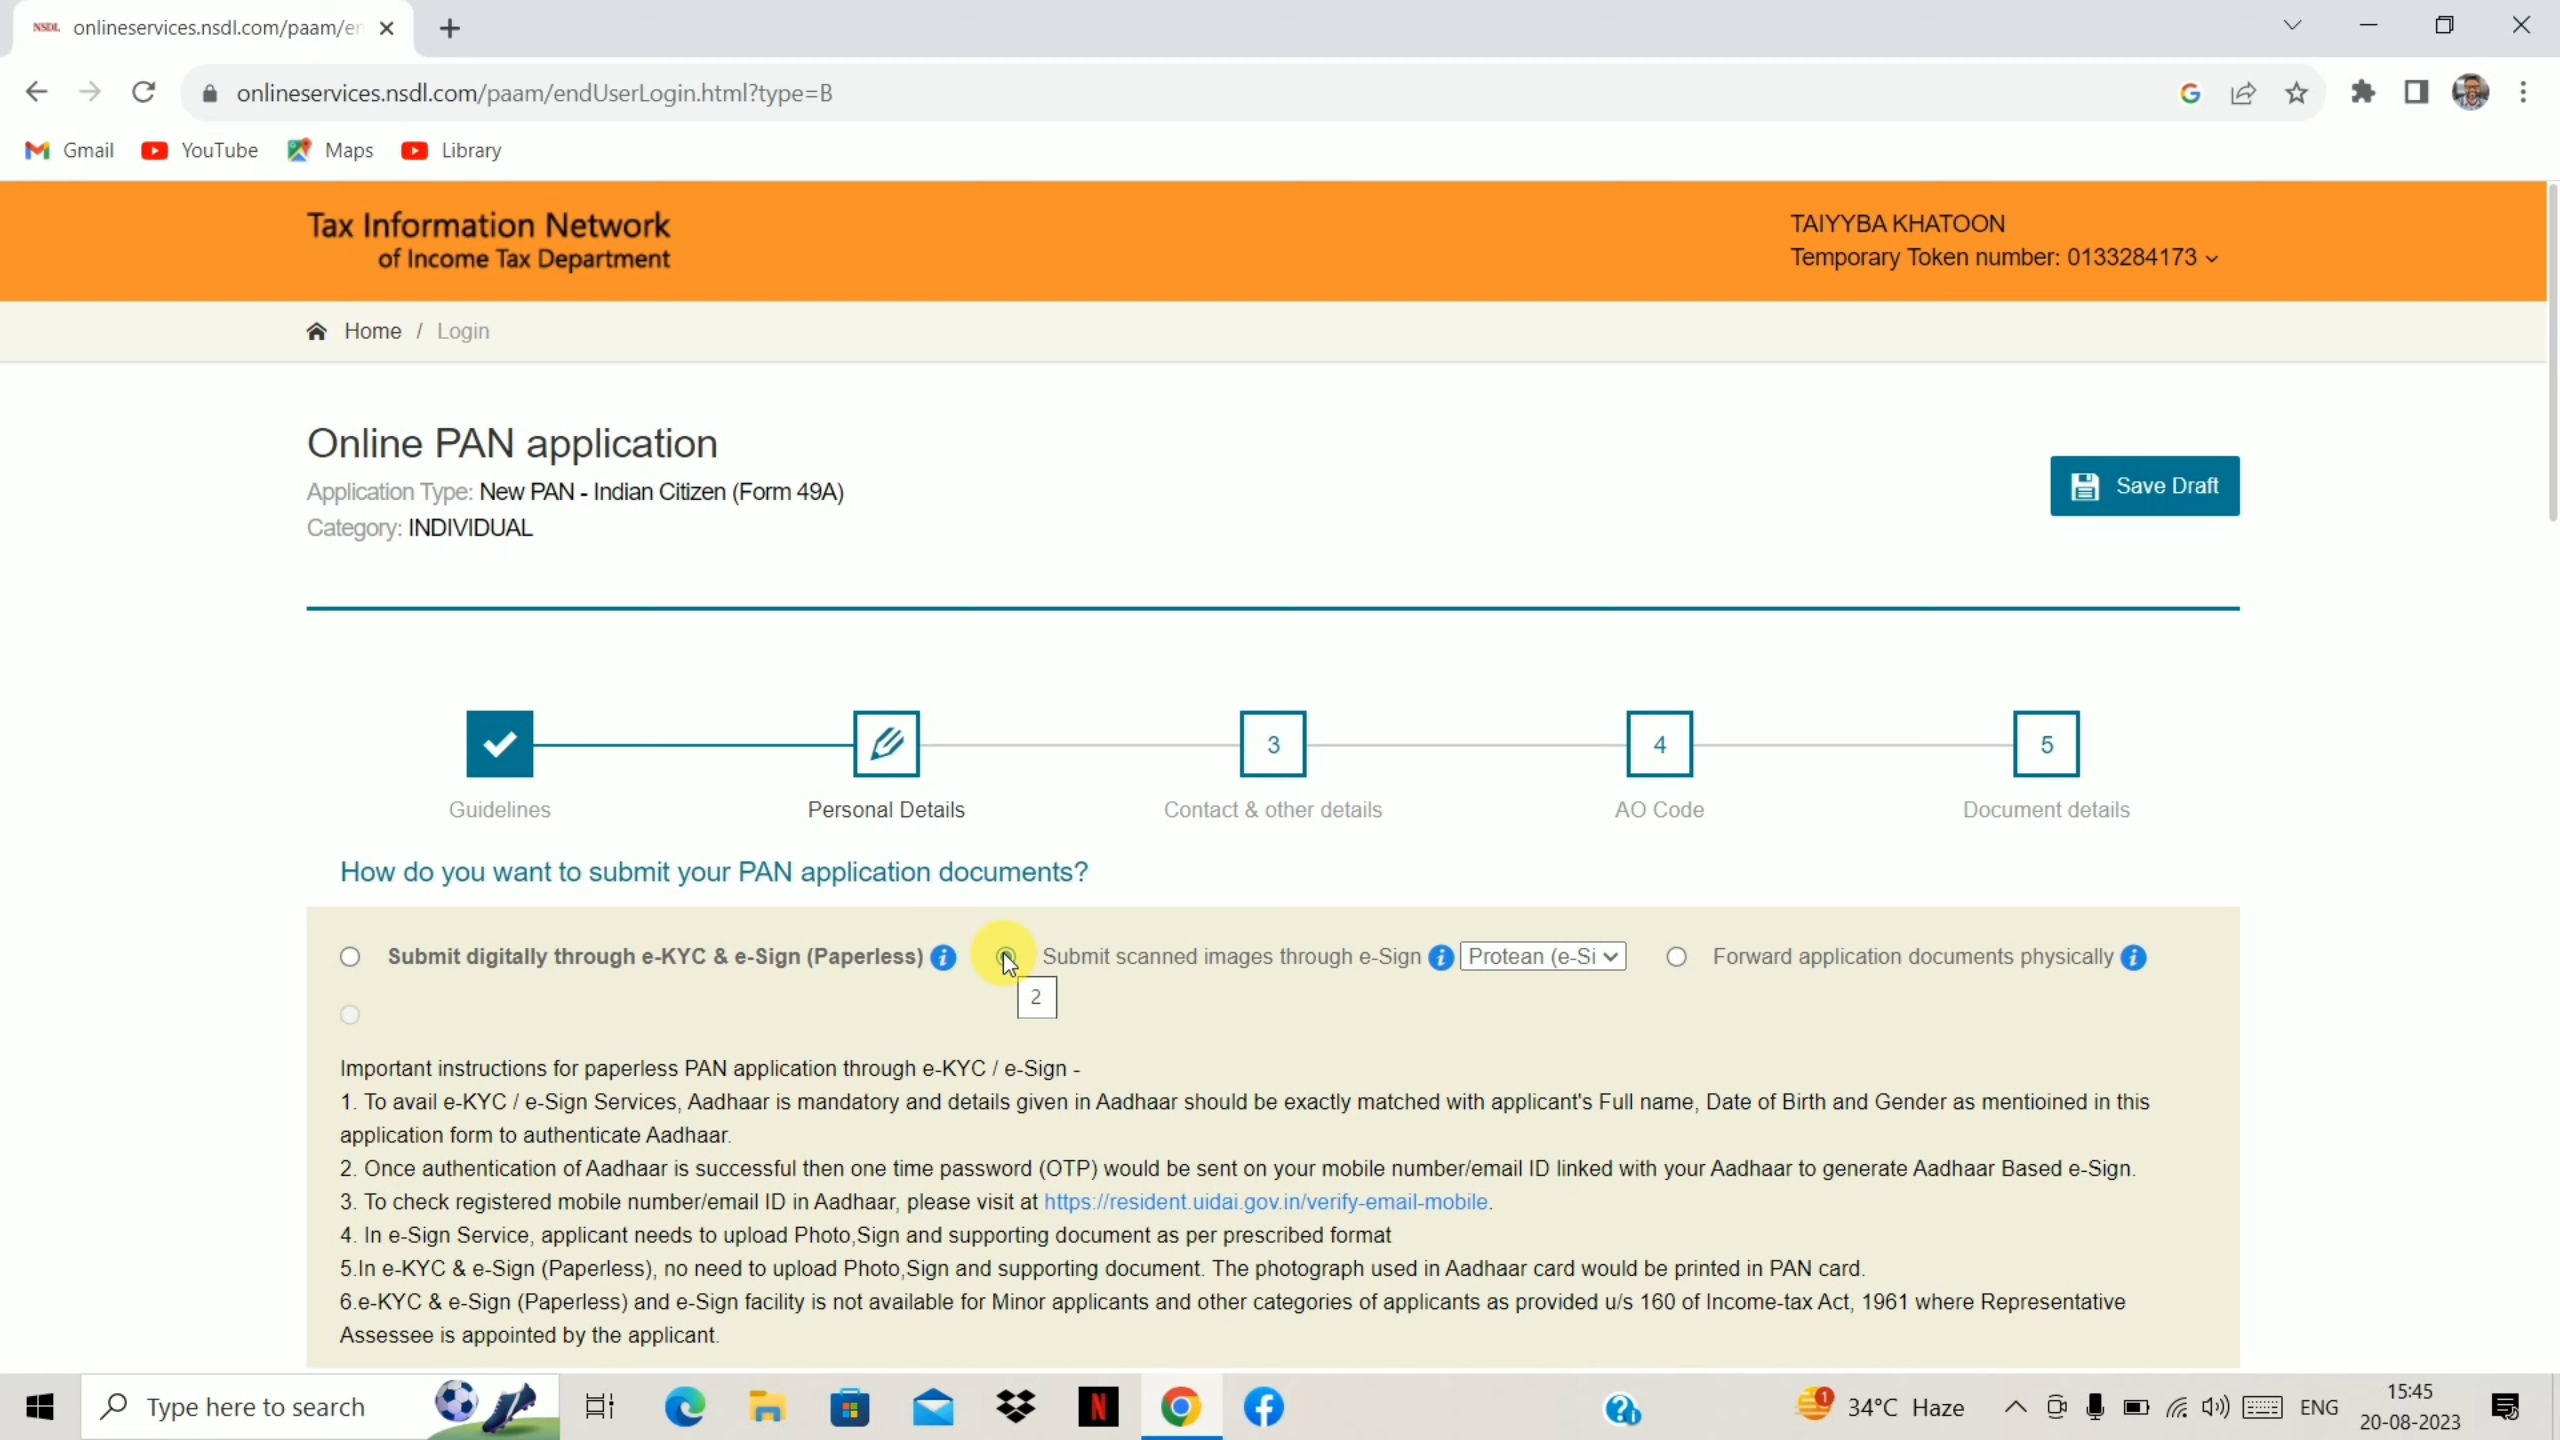 NSDL onlineservices.nsdl.com/paam/en
onlineservices.nsdl.com/paam/endUserLogin.html?type=B
Gmail YouTube Maps Library
Tax Information Network
of Income Tax Department
TAIYYBA KHATOON
Temporary Token number: 0133284173
Home / Login
Online PAN application
Application Type: New PAN - Indian Citizen (Form 49A)
Category: INDIVIDUAL
Save Draft
3 4 5
Guidelines Personal Details Contact & other details AO Code Document details
How do you want to submit your PAN application documents?
Submit digitally through e-KYC & e-Sign (Paperless) i Submit scanned images through e-Sign i Protean (e-Si Forward application documents physically i
2
Important instructions for paperless PAN application through e-KYC / e-Sign -
1. To avail e-KYC / e-Sign Services, Aadhaar is mandatory and details given in Aadhaar should be exactly matched with applicant's Full name, Date of Birth and Gender as mentioined in this
application form to authenticate Aadhaar.
2. Once authentication of Aadhaar is successful then one time password (OTP) would be sent on your mobile number/email ID linked with your Aadhaar to generate Aadhaar Based e-Sign.
3. To check registered mobile number/email ID in Aadhaar, please visit at https://resident.uidai.gov.in/verify-email-mobile.
4. In e-Sign Service, applicant needs to upload Photo,Sign and supporting document as per prescribed format
5.In e-KYC & e-Sign (Paperless), no need to upload Photo,Sign and supporting document. The photograph used in Aadhaar card would be printed in PAN card.
6.e-KYC & e-Sign (Paperless) and e-Sign facility is not available for Minor applicants and other categories of applicants as provided u/s 160 of Income-tax Act, 1961 where Representative
Assessee is appointed by the applicant.
Type here to search N 1 34°C Haze ENG 15:45
20-08-2023